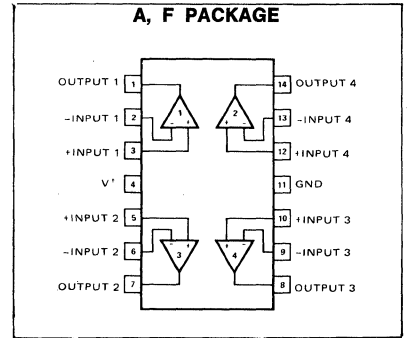 A, F PACKAGE
OUTPUT 1 1 14 OUTPUT 4
1 2
-INPUT 1 2 13 -INPUT 4
- + + -
+INPUT 1 3 12 +INPUT 4
V+ 4 11 GND
+INPUT 2 5 10 +INPUT 3
- + + -
-INPUT 2 6 9 -INPUT 3
3 4
OUTPUT 2 7 8 OUTPUT 3